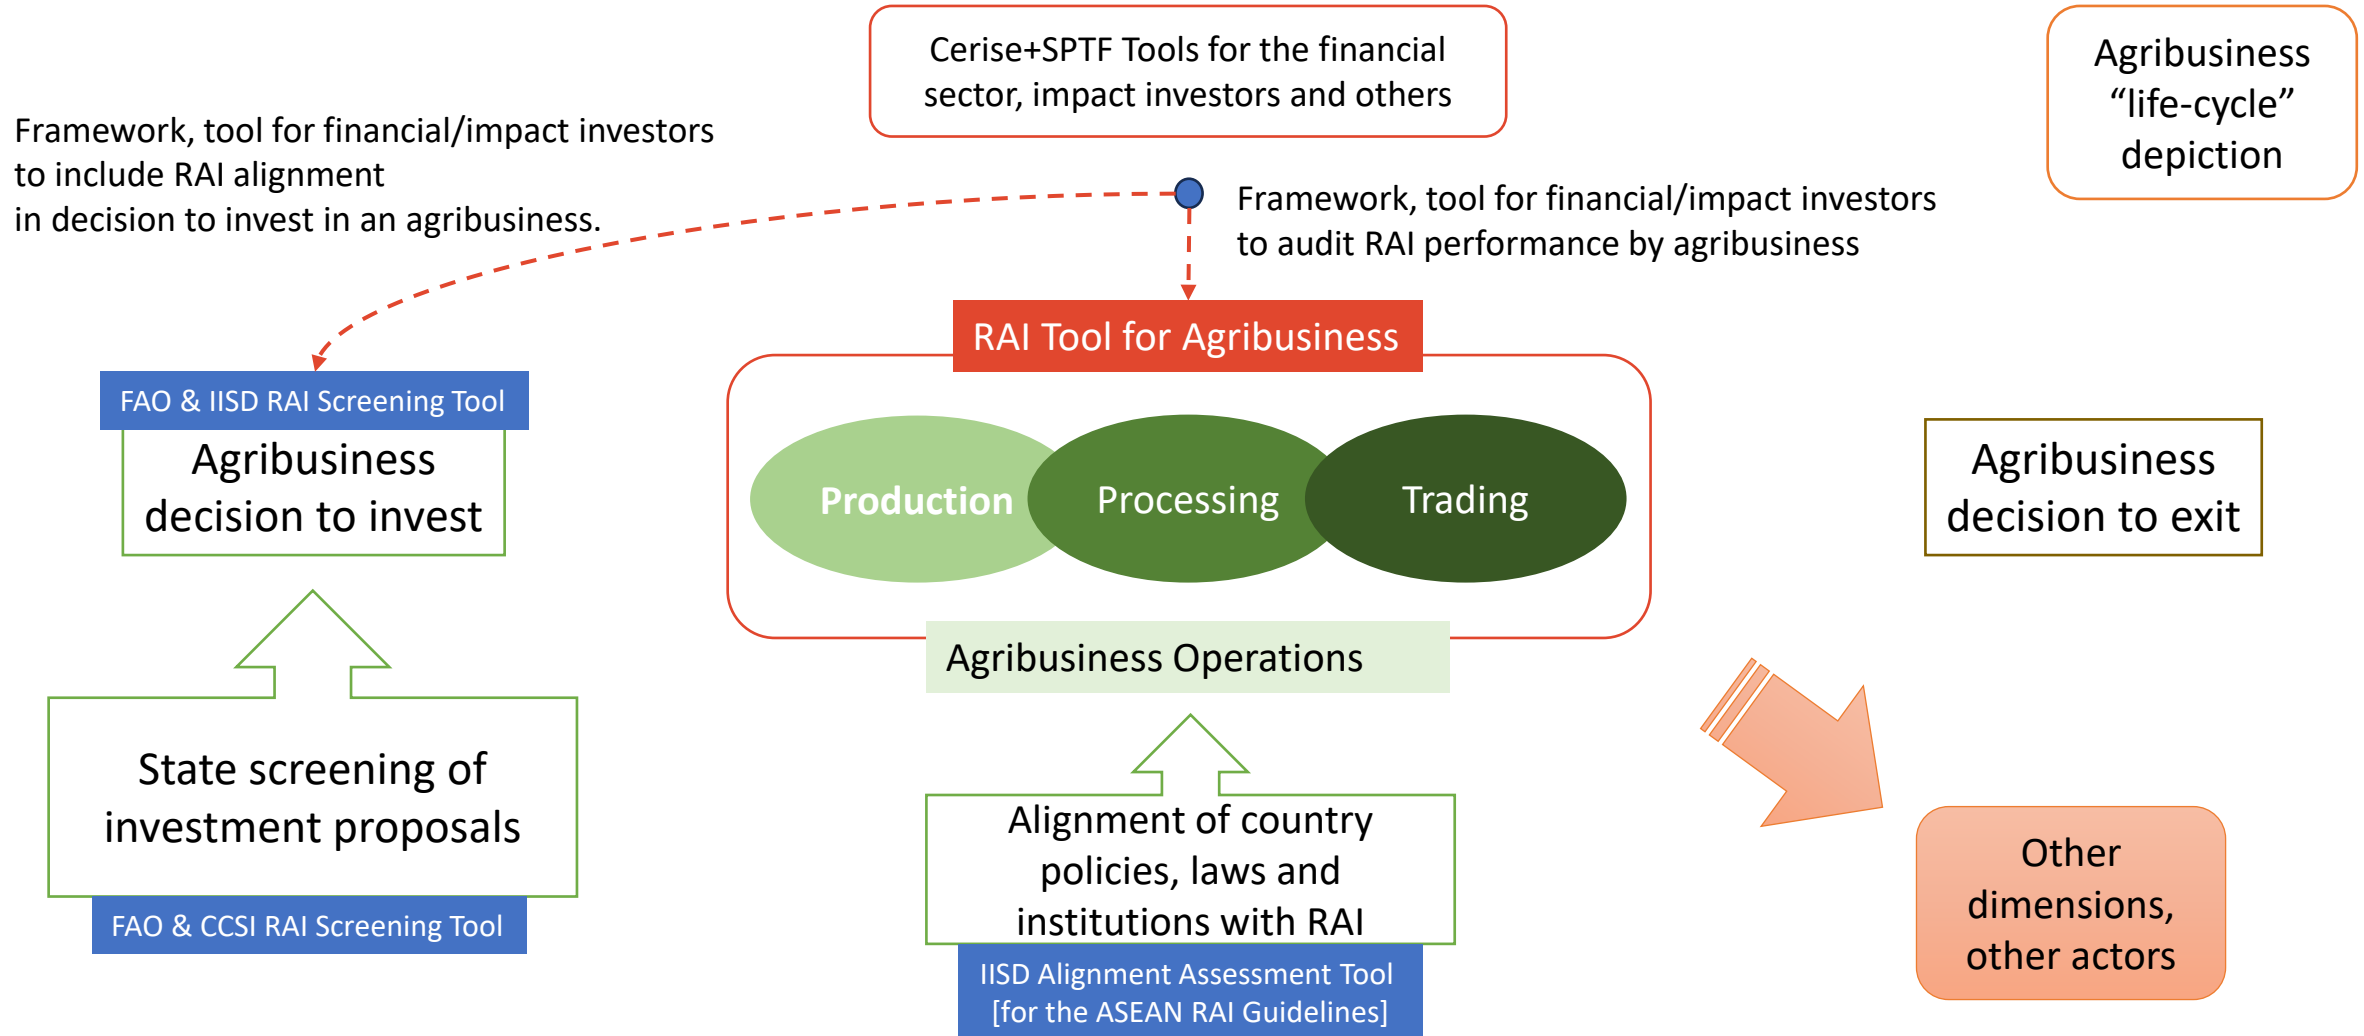 Cerise+SPTF Tools for the financial
sector, impact investors and others
Agribusiness
“life-cycle”
depiction
Framework, tool for financial/impact investors
to include RAI alignment
in decision to invest in an agribusiness.
Framework, tool for financial/impact investors
to audit RAI performance by agribusiness
RAI Tool for Agribusiness
FAO & IISD RAI Screening Tool
Agribusiness
decision to invest
Production
Processing
Trading
Agribusiness
decision to exit
Agribusiness Operations
State screening of
investment proposals
FAO & CCSI RAI Screening Tool
Alignment of country
policies, laws and
institutions with RAI
IISD Alignment Assessment Tool
[for the ASEAN RAI Guidelines]
Other
dimensions,
other actors